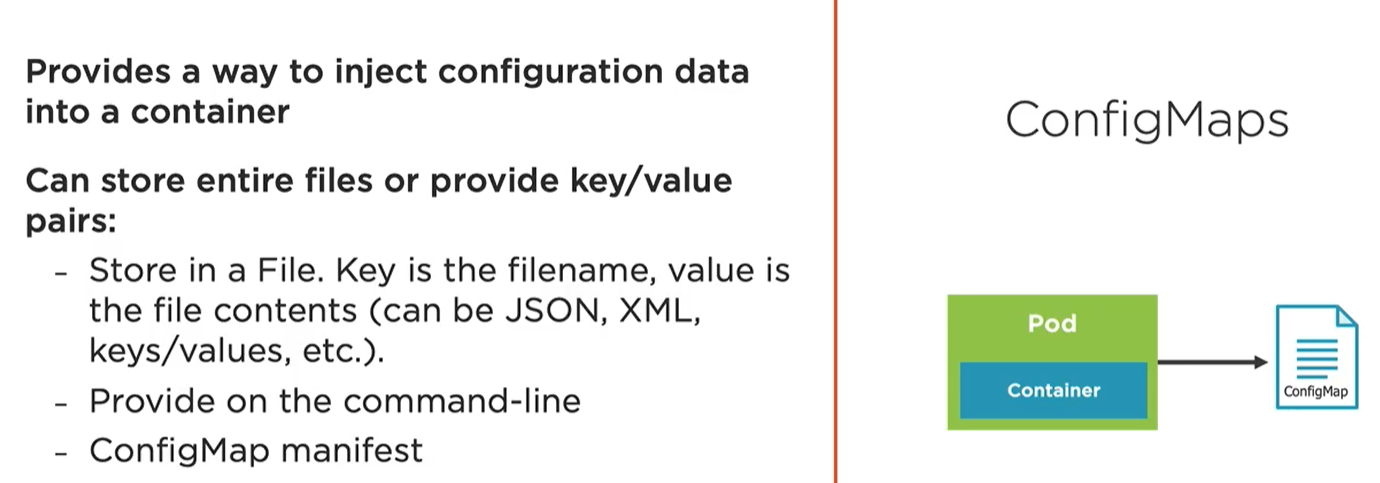 Provides a way to inject configuration data
into a container
Can store entire files or provide key/value
pairs:
– Store in a File. Key is the filename, value is
the file contents (can be JSON, XML,
keys/values, etc.).
– Provide on the command-line
– ConfigMap manifest
ConfigMaps
Pod
Container
ConfigMap